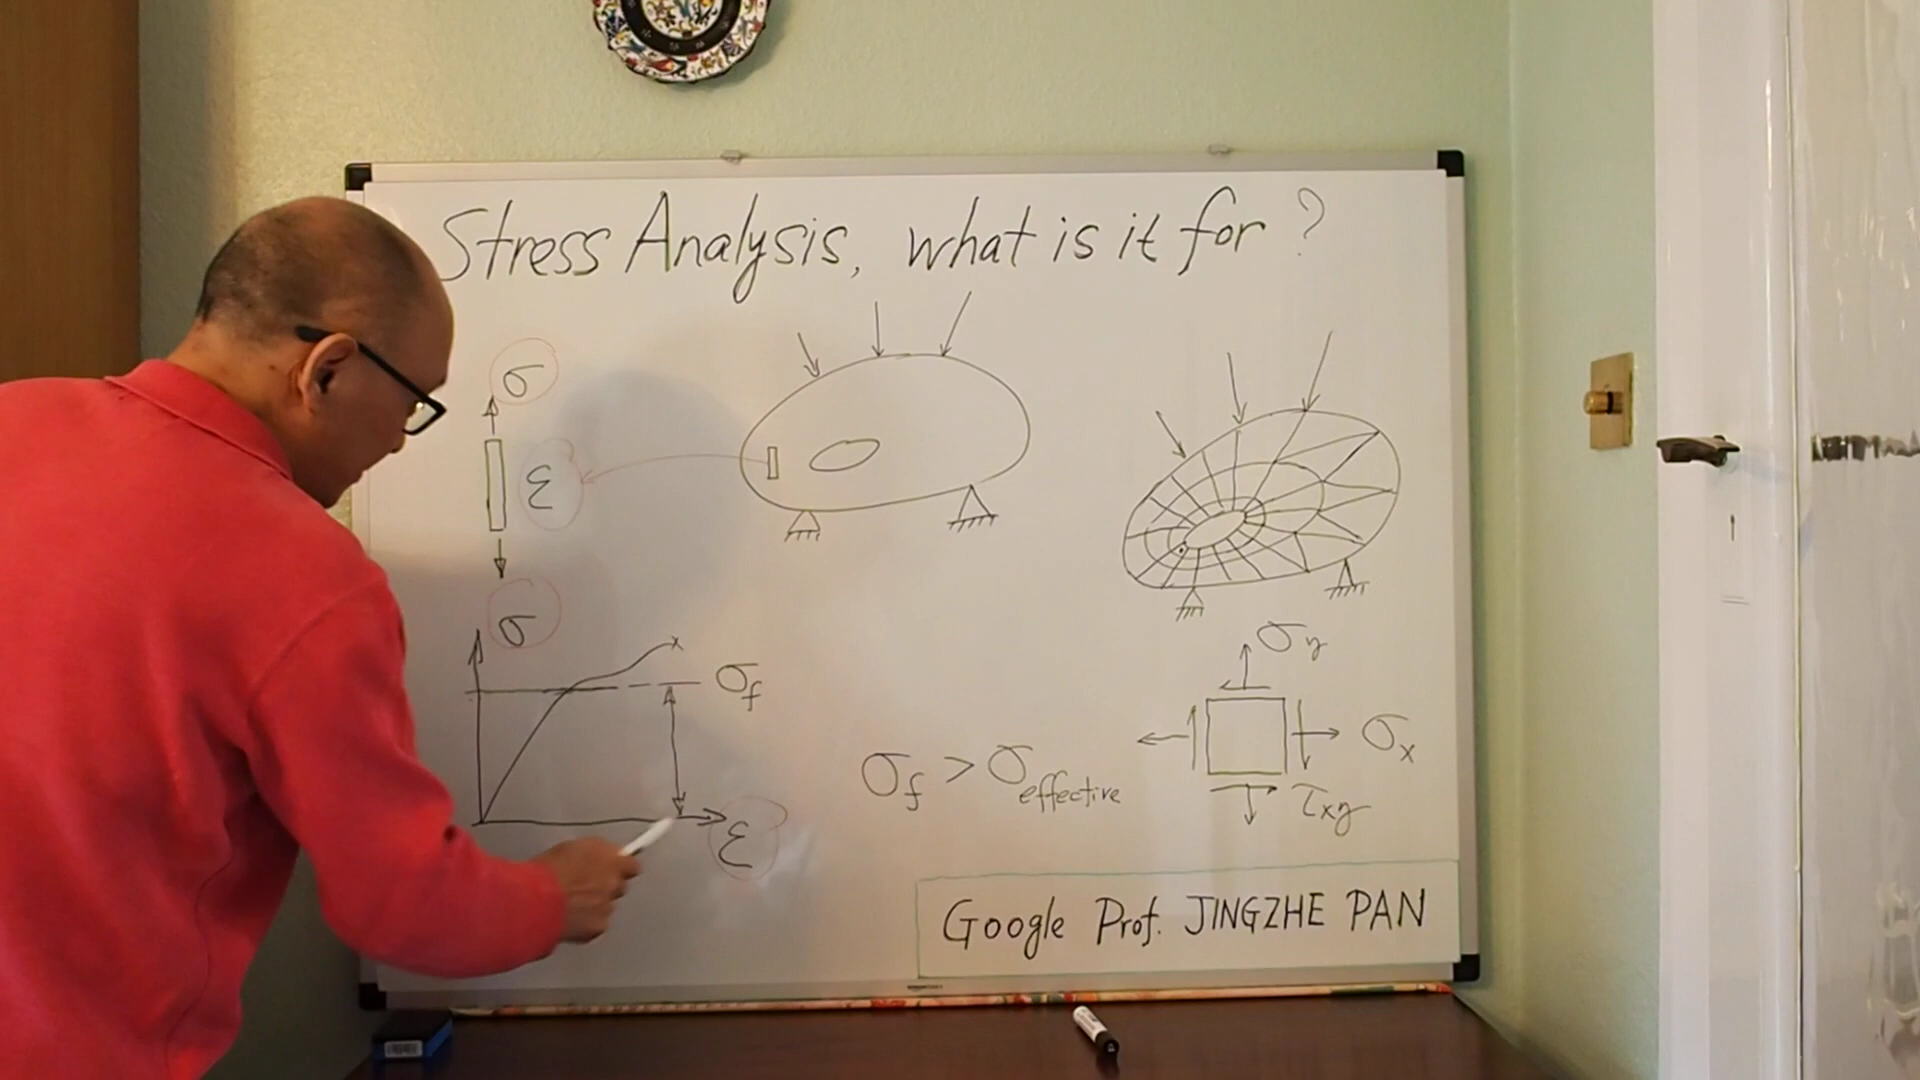 Stress Analysis, what is it for ?
σ
ε
σ
σf
ε
σf > σeffective
σy
σx
τxy
Google Prof. JINGZHE PAN